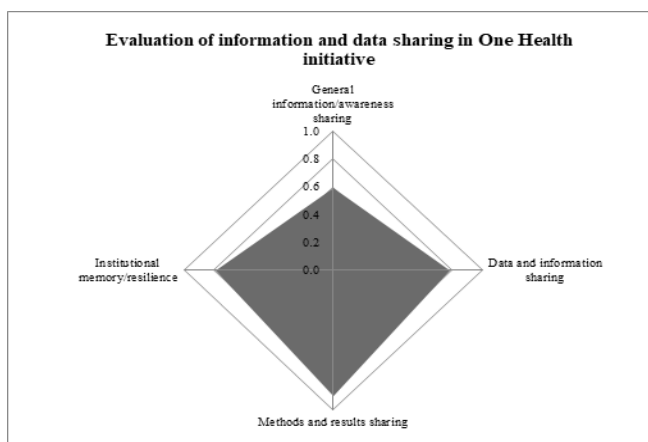 Evaluation of information and data sharing in One Health
initiative
General
information/awareness
sharing
1.0
0.8
0.6
0.4
0.2
0.0
Institutional
memory/resilience
Data and information
sharing
Methods and results sharing